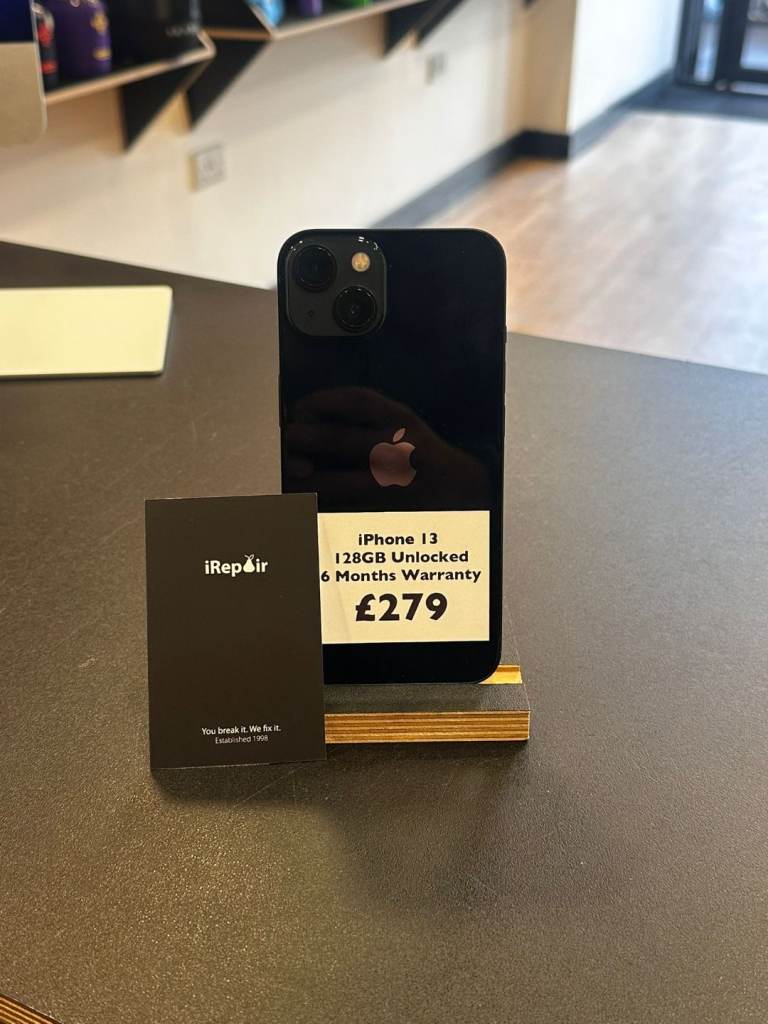 iRepair
You break it. We fix it.
Established 1998
iPhone 13
128GB Unlocked
6 Months Warranty
£279